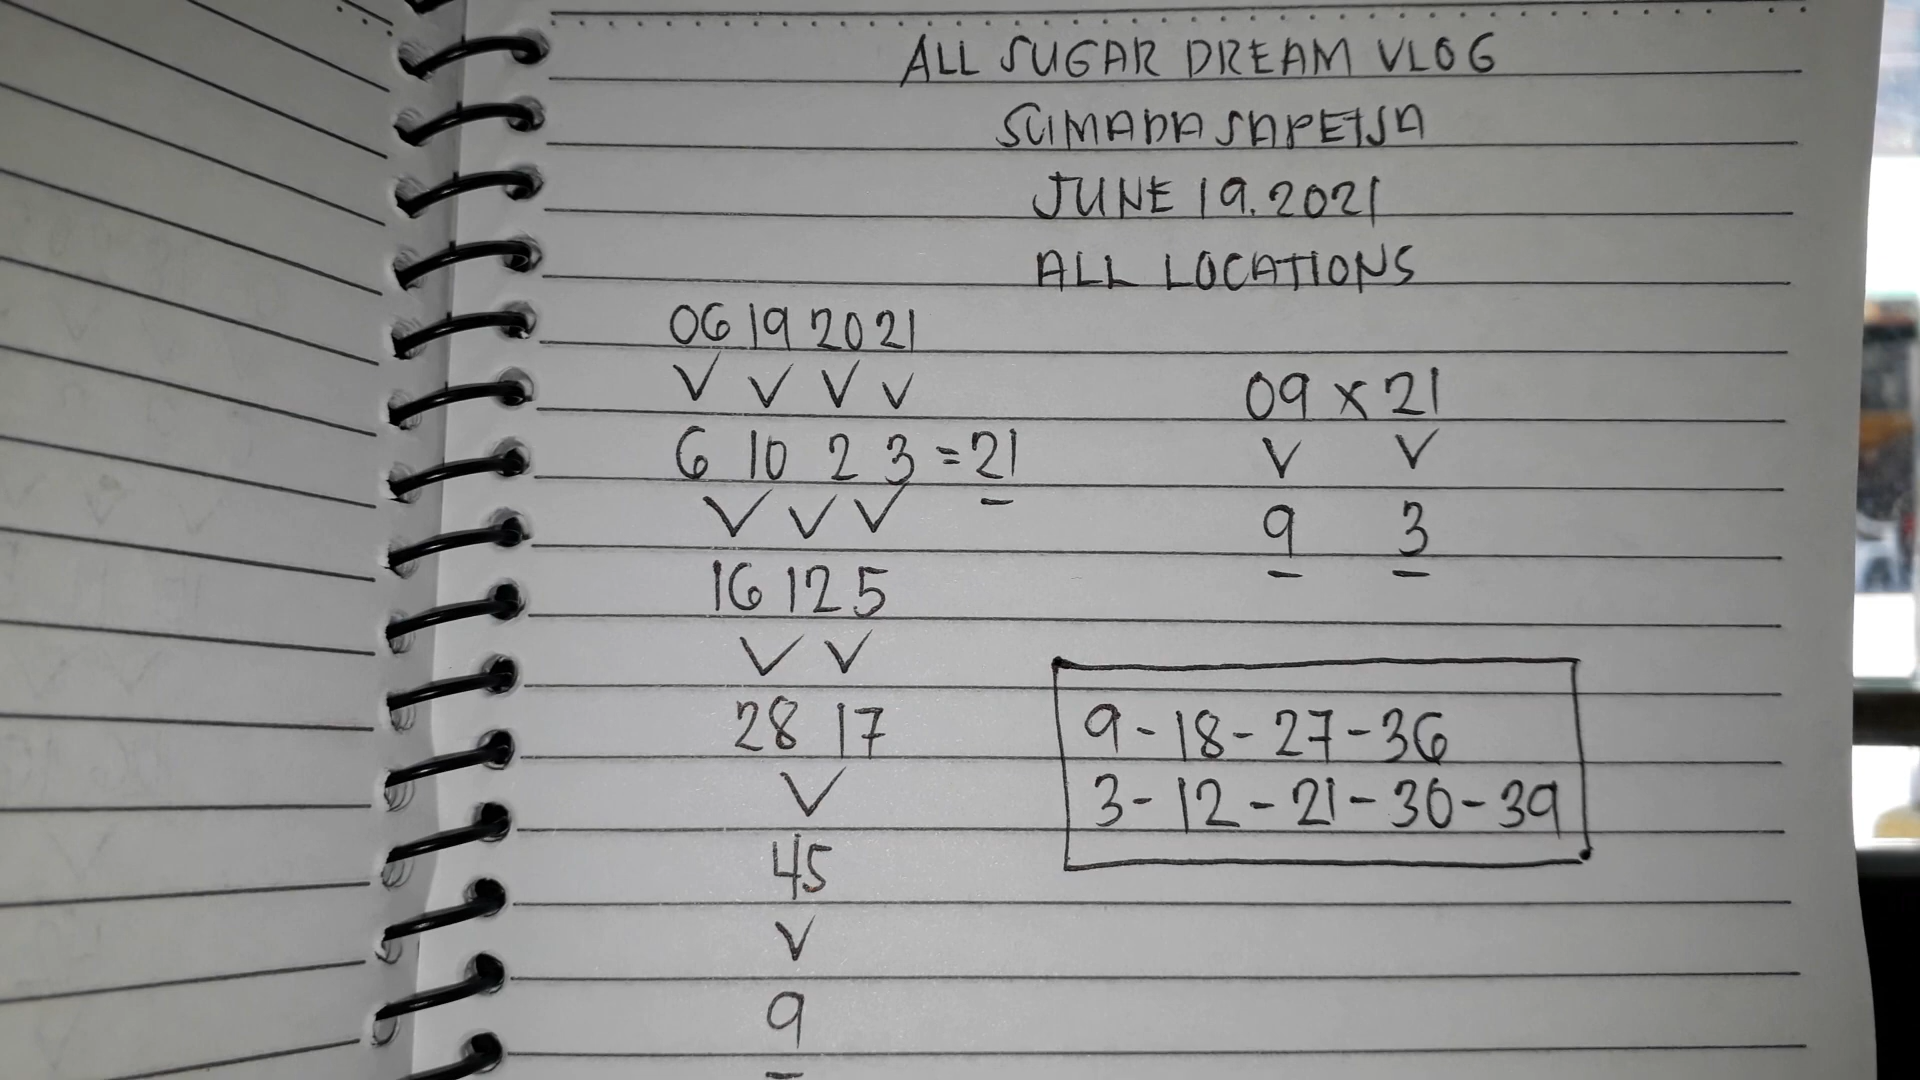 ALL SUGAR DREAM VLOG
SUMADA SAPETSA
JUNE 19.2021
ALL LOCATIONS
06 19 20 21
6 10 2 3 = 21
16 12 5
28 17
45
9
09 x 21
9 3
9-18-27-36
3-12-21-30-39